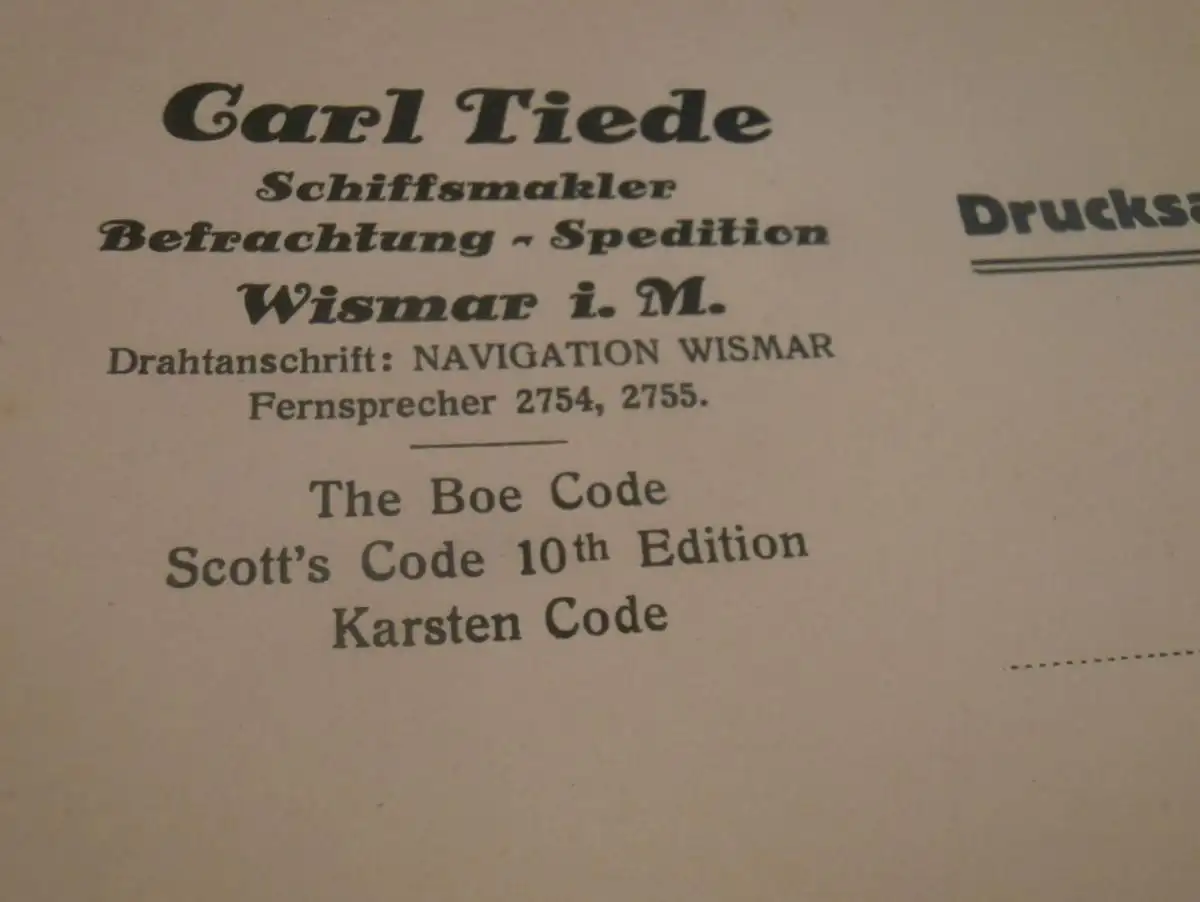 Carl Tiede
Schiffsmakler
Befrachtung - Spedition
Wismar i. M.
Drahtanschrift: NAVIGATION WISMAR
Fernsprecher 2754, 2755.
The Boe Code
Scott's Code 10th Edition
Karsten Code